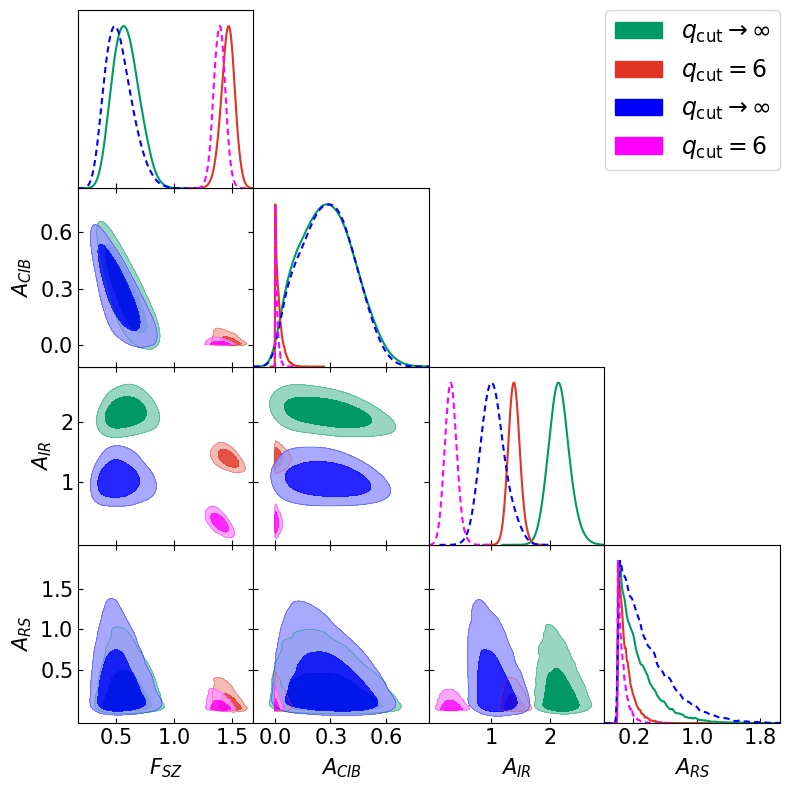 q_cut → ∞
q_cut = 6
q_cut → ∞
q_cut = 6
A_CIB
0.6
0.3
0.0
A_IR
2
1
A_RS
1.5
1.0
0.5
0.5 1.0 1.5
0.0 0.3 0.6
1 2
0.2 1.0 1.8
F_SZ
A_CIB
A_IR
A_RS